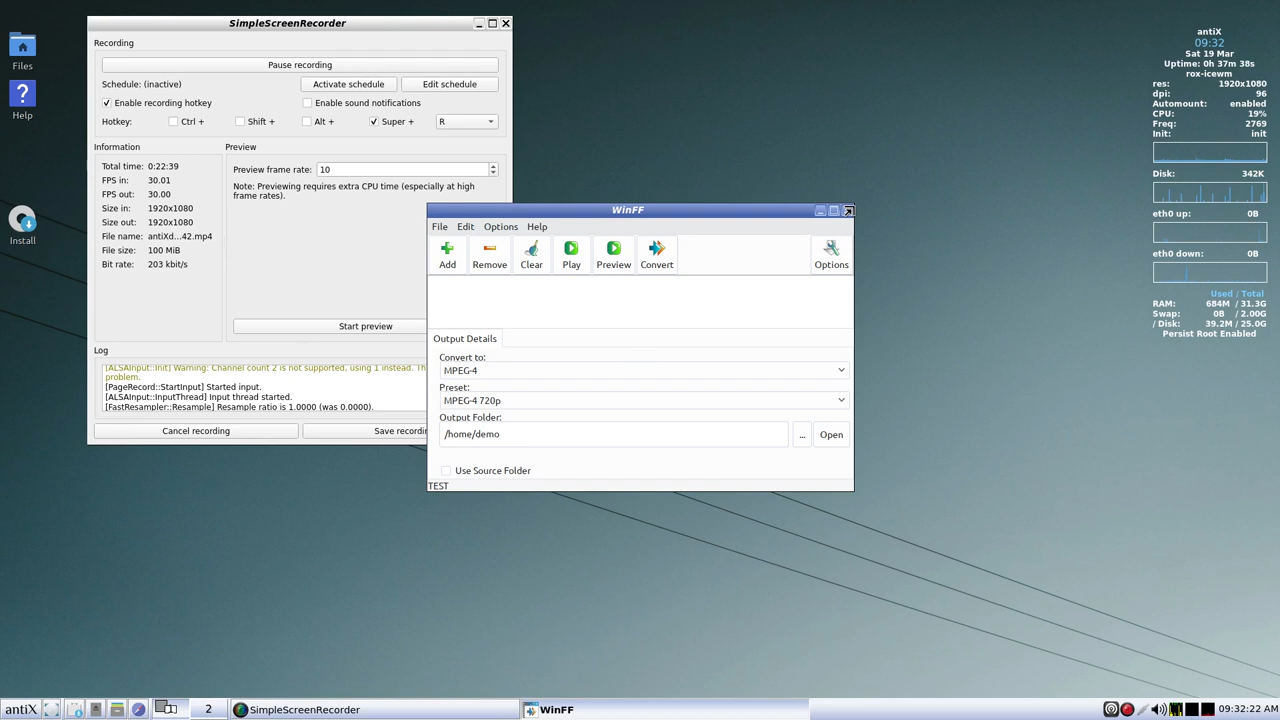 SimpleScreenRecorder
Recording
Pause recording
Schedule: (inactive)
Activate schedule
Edit schedule
Enable recording hotkey
Enable sound notifications
Hotkey:
Ctrl +
Shift +
Alt +
Super +
R
Information
Total time: 0:22:39
FPS in: 30.01
FPS out: 30.00
Size in: 1920x1080
Size out: 1920x1080
File name: antiXd...42.mp4
File size: 100 MiB
Bit rate: 203 kbit/s
Preview
Preview frame rate: 10
Note: Previewing requires extra CPU time (especially at high
frame rates).
Start preview
Log
[ALSAInput::Init] Warning: Channel count 2 is not supported, using 1 instead. Th
problem.
[PageRecord::StartInput] Started input.
[ALSAInput::InputThread] Input thread started.
[FastResampler::Resample] Resample ratio is 1.0000 (was 0.0000).
Cancel recording
Save recordin
WinFF
File
Edit
Options
Help
Add
Remove
Clear
Play
Preview
Convert
Options
Output Details
Convert to:
MPEG-4
Preset:
MPEG-4 720p
Output Folder:
/home/demo
...
Open
Use Source Folder
TEST
Files
Help
Install
antiX
09:32
Sat 19 Mar
Uptime: 0h 37m 38s
rox-icewm
res: 1920x1080
dpi: 96
Automount: enabled
CPU: 19%
Freq: 2769
Init: init
Disk: 342K
eth0 up: 0B
eth0 down: 0B
Used / Total
RAM: 684M / 31.3G
Swap: 0B / 2.00G
/ Disk: 39.2M / 25.0G
Persist Root Enabled
antiX
2
SimpleScreenRecorder
WinFF
09:32:22 AM